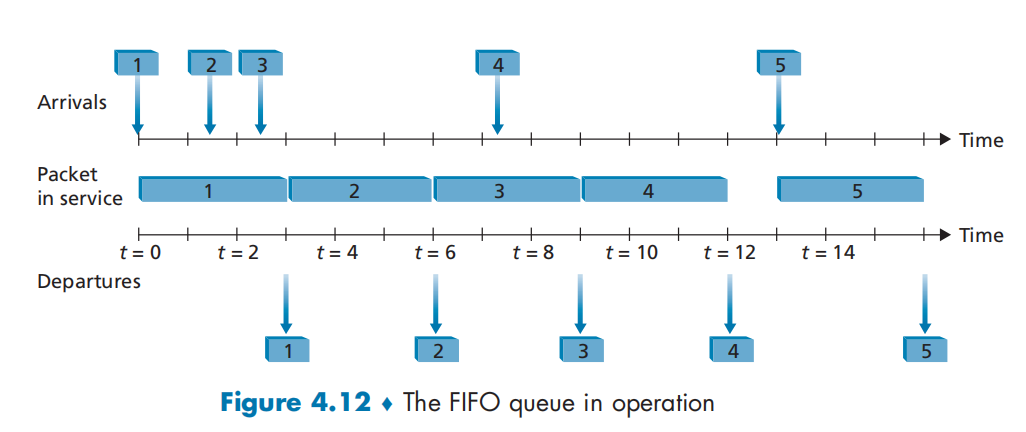 1 2 3 4 5
Arrivals
Time
Packet
in service
1 2 3 4 5
Time
t = 0 t = 2 t = 4 t = 6 t = 8 t = 10 t = 12 t = 14
Departures
1 2 3 4 5
Figure 4.12 ♦ The FIFO queue in operation